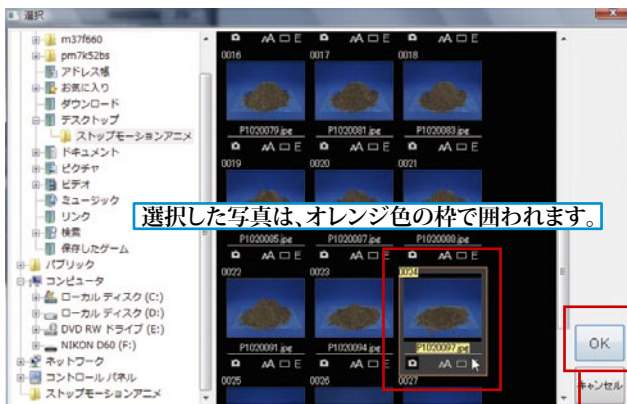 選択
m37f660
pm7k52bs
アドレス帳
お気に入り
ダウンロード
デスクトップ
ストップモーションアニメ
ドキュメント
ピクチャ
ビデオ
ミュージック
リンク
検索
保存したゲーム
パブリック
コンピュータ
ローカル ディスク (C:)
ローカル ディスク (D:)
DVD RW ドライブ (E:)
NIKON D60 (F:)
ネットワーク
コントロール パネル
ストップモーションアニメ
0016 0017 0018
P1020079.jpg P1020081.jpg P1020083.jpg
0019 0020 0021
選択した写真は、オレンジ色の枠で囲われます。
P1020085.jpg P1020087.jpg P1020088.jpg
0022 0023 0024
P1020091.jpg P1020094.jpg P1020097.jpg
0025 0026 0027
OK
キャンセル